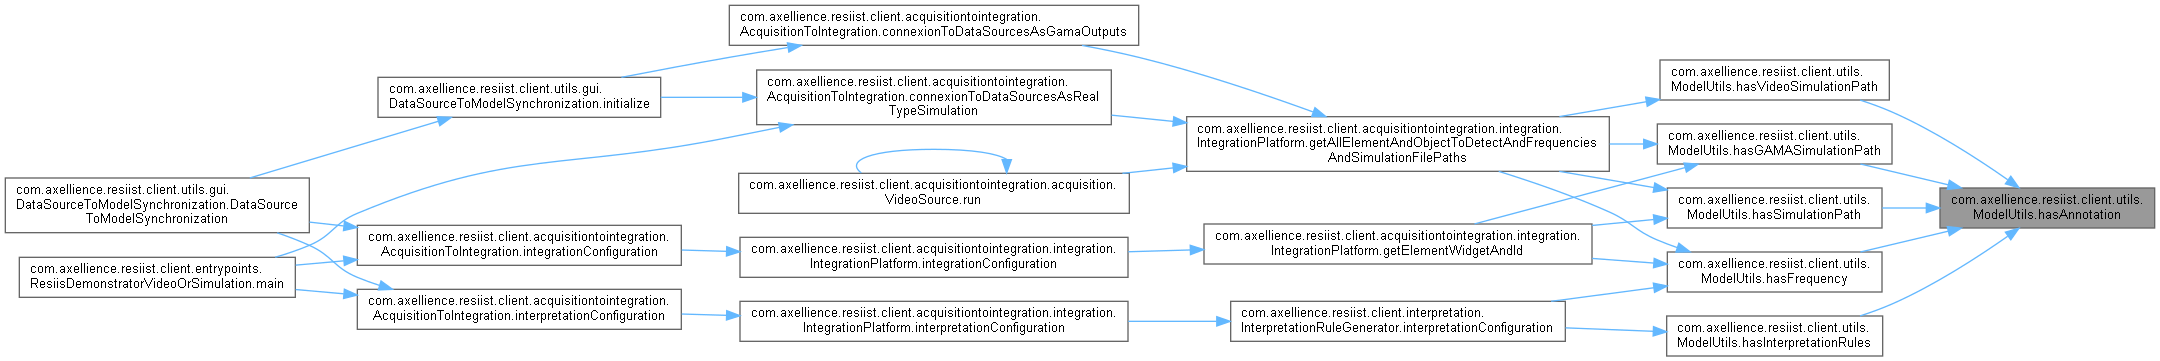 com.axellience.resiist.client.acquisitiontointegration.
AcquisitionToIntegration.connexionToDataSourcesAsGamaOutputs
com.axellience.resiist.client.utils.gui.
DataSourceToModelSynchronization.initialize
com.axellience.resiist.client.acquisitiontointegration.
AcquisitionToIntegration.connexionToDataSourcesAsReal
TypeSimulation
com.axellience.resiist.client.utils.
ModelUtils.hasVideoSimulationPath
com.axellience.resiist.client.acquisitiontointegration.integration.
IntegrationPlatform.getAllElementAndObjectToDetectAndFrequencies
AndSimulationFilePaths
com.axellience.resiist.client.utils.
ModelUtils.hasGAMASimulationPath
com.axellience.resiist.client.acquisitiontointegration.acquisition.
VideoSource.run
com.axellience.resiist.client.utils.gui.
DataSourceToModelSynchronization.DataSource
ToModelSynchronization
com.axellience.resiist.client.utils.
ModelUtils.hasSimulationPath
com.axellience.resiist.client.utils.
ModelUtils.hasAnnotation
com.axellience.resiist.client.acquisitiontointegration.
AcquisitionToIntegration.integrationConfiguration
com.axellience.resiist.client.acquisitiontointegration.integration.
IntegrationPlatform.integrationConfiguration
com.axellience.resiist.client.acquisitiontointegration.integration.
IntegrationPlatform.getElementWidgetAndId
com.axellience.resiist.client.entrypoints.
ResiisDemonstratorVideoOrSimulation.main
com.axellience.resiist.client.utils.
ModelUtils.hasFrequency
com.axellience.resiist.client.acquisitiontointegration.
AcquisitionToIntegration.interpretationConfiguration
com.axellience.resiist.client.acquisitiontointegration.integration.
IntegrationPlatform.interpretationConfiguration
com.axellience.resiist.client.interpretation.
InterpretationRuleGenerator.interpretationConfiguration
com.axellience.resiist.client.utils.
ModelUtils.hasInterpretationRules